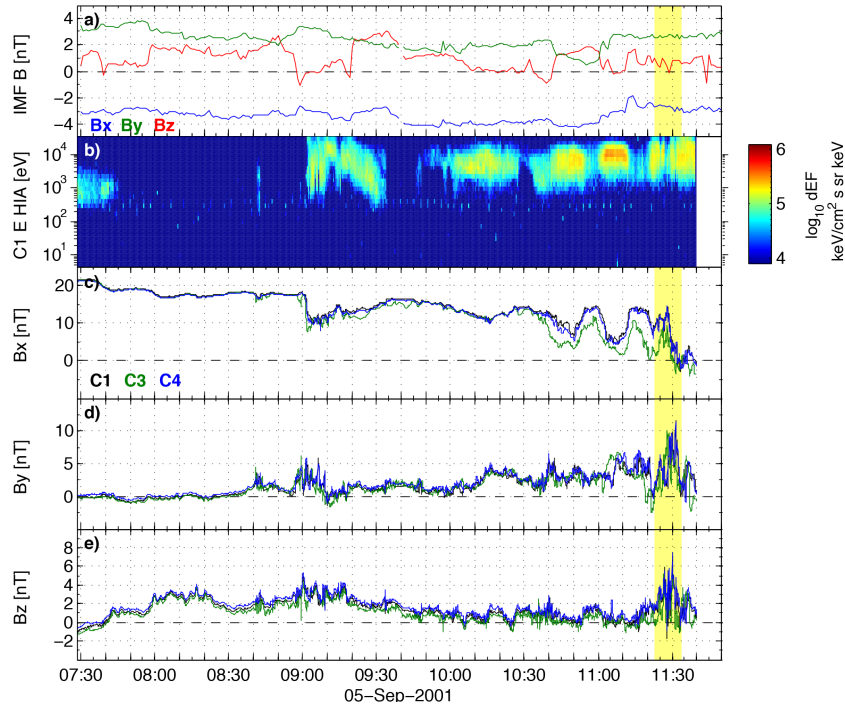 a)
IMF B [nT]
4
2
0
−2
−4
Bx By Bz
b)
C1 E HIA [eV]
10^4
10^3
10^2
10^1
6
5
4
log10 dEF
keV/cm^2 s sr keV
c)
Bx [nT]
20
10
0
C1 C3 C4
d)
By [nT]
10
5
0
e)
Bz [nT]
8
6
4
2
0
−2
07:30 08:00 08:30 09:00 09:30 10:00 10:30 11:00 11:30
05−Sep−2001